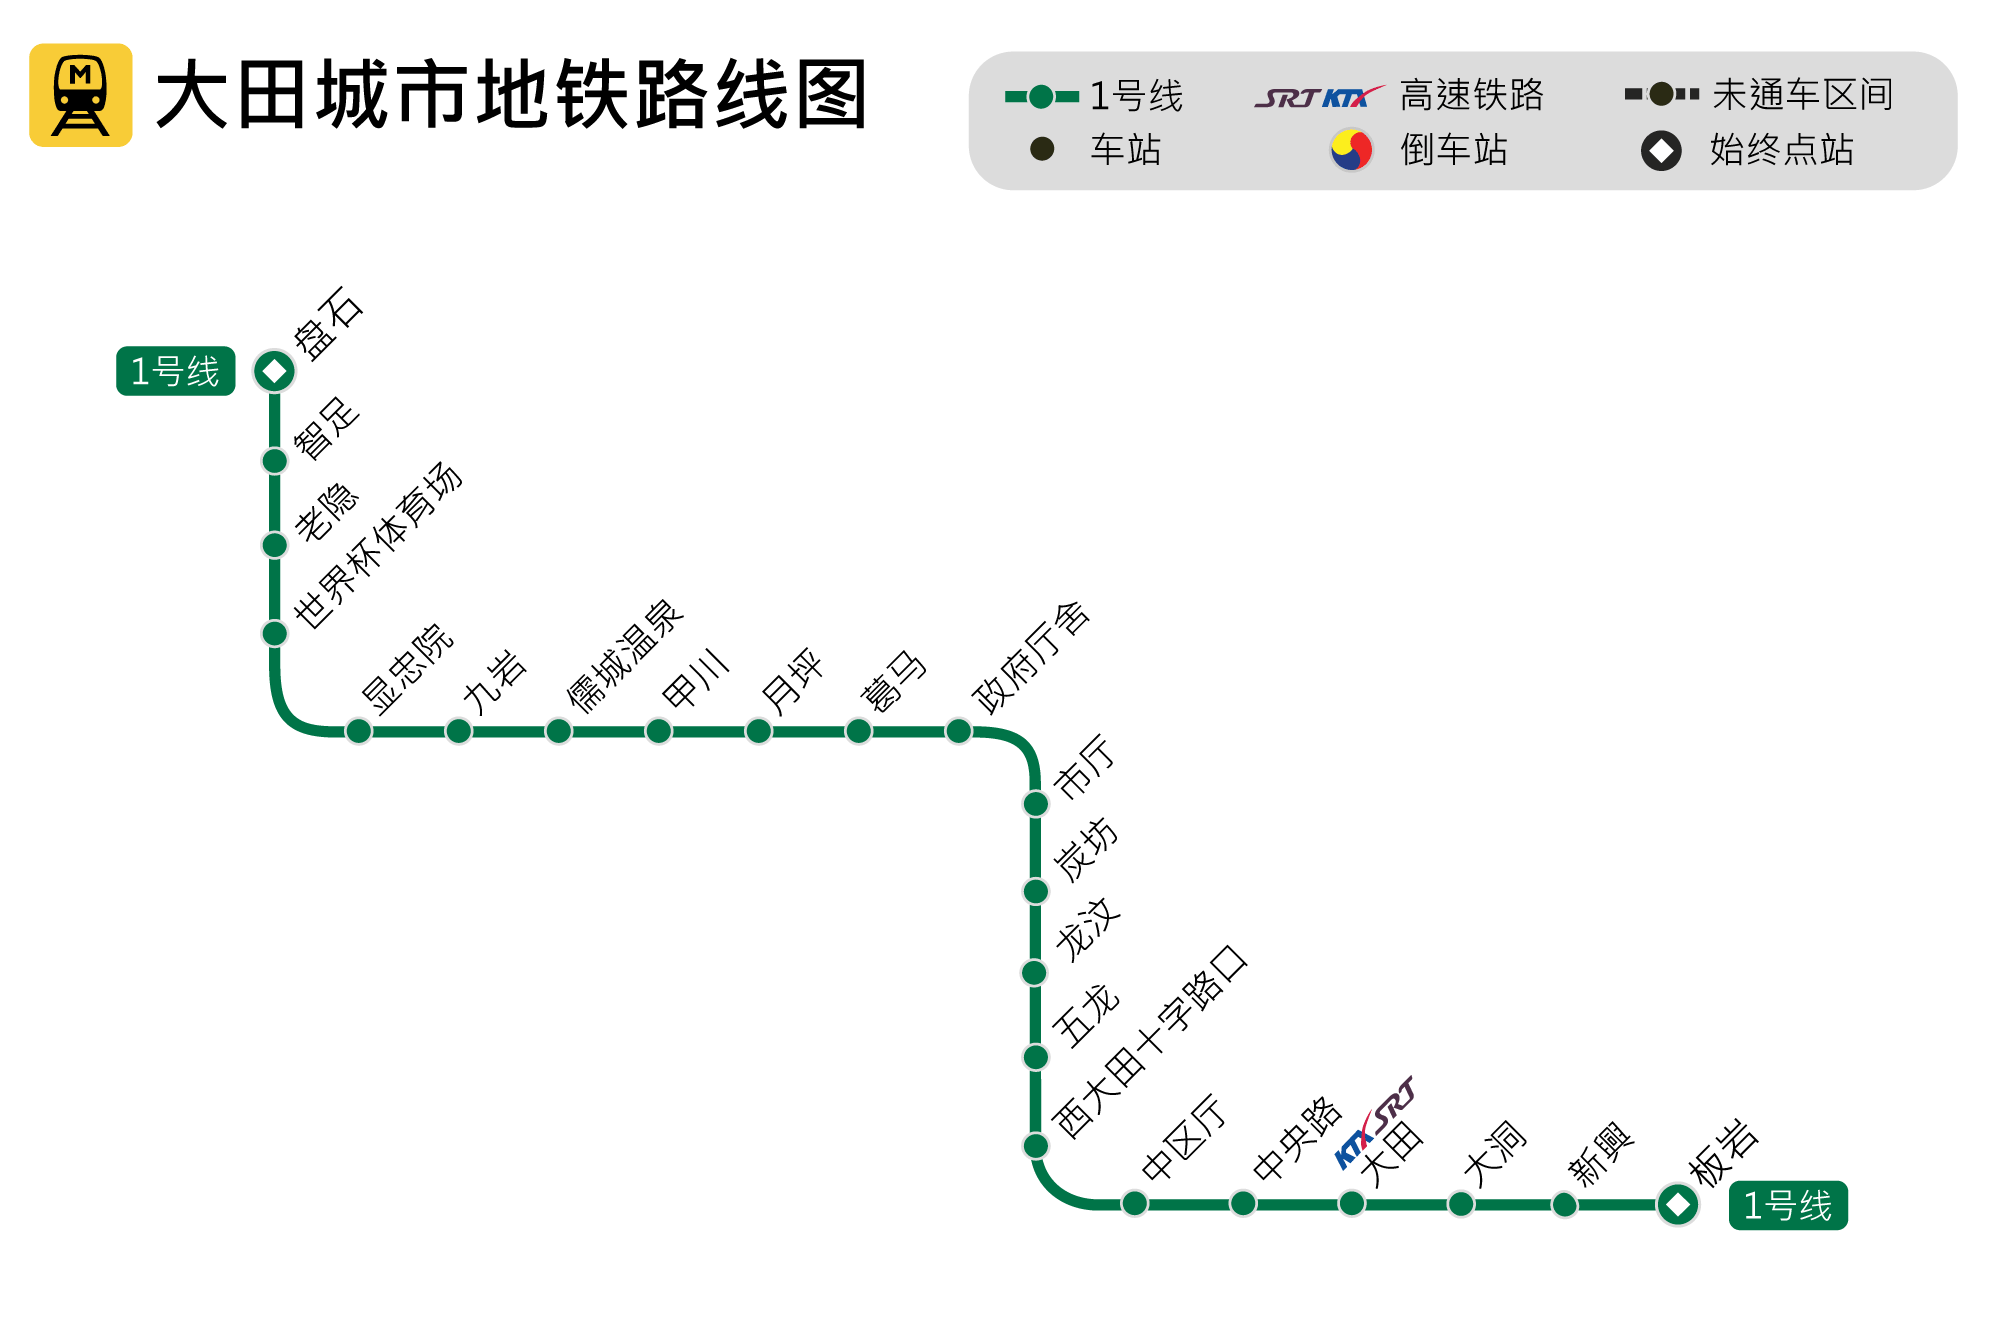 M
大田城市地铁路线图
1号线
SRT KTX 高速铁路
未通车区间
车站
倒车站
始终点站
1号线
盘石
智足
老隐
世界杯体育场
显忠院
九岩
儒城温泉
甲川
月坪
葛马
政府厅舍
市厅
炭坊
龙汶
五龙
西大田十字路口
中区厅
中央路
KTX SRT
大田
大洞
新興
板岩
1号线